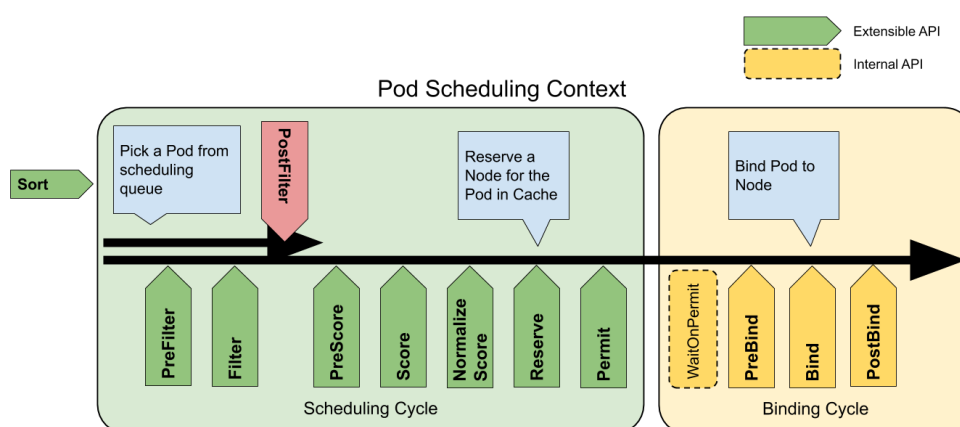 Extensible API
Internal API
Pod Scheduling Context
Pick a Pod from
scheduling
queue
PostFilter
Reserve a
Node for the
Pod in Cache
Bind Pod to
Node
Sort
PreFilter
Filter
PreScore
Score
Normalize
Score
Reserve
Permit
WaitOnPermit
PreBind
Bind
PostBind
Scheduling Cycle
Binding Cycle